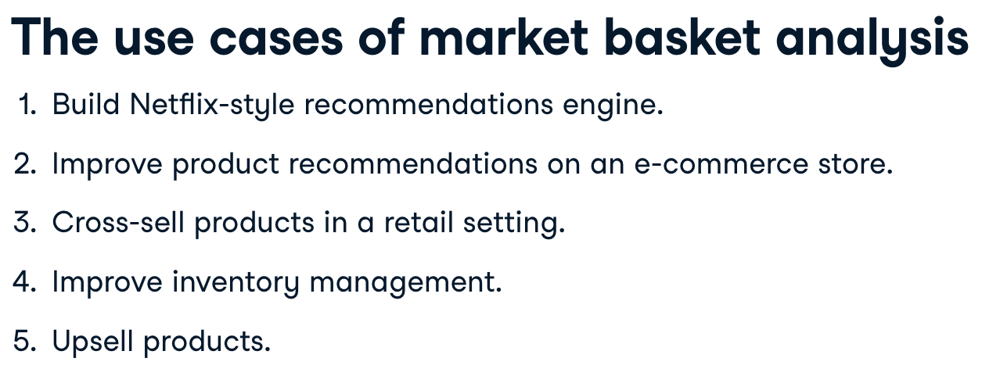 The use cases of market basket analysis
1. Build Netflix-style recommendations engine.
2. Improve product recommendations on an e-commerce store.
3. Cross-sell products in a retail setting.
4. Improve inventory management.
5. Upsell products.